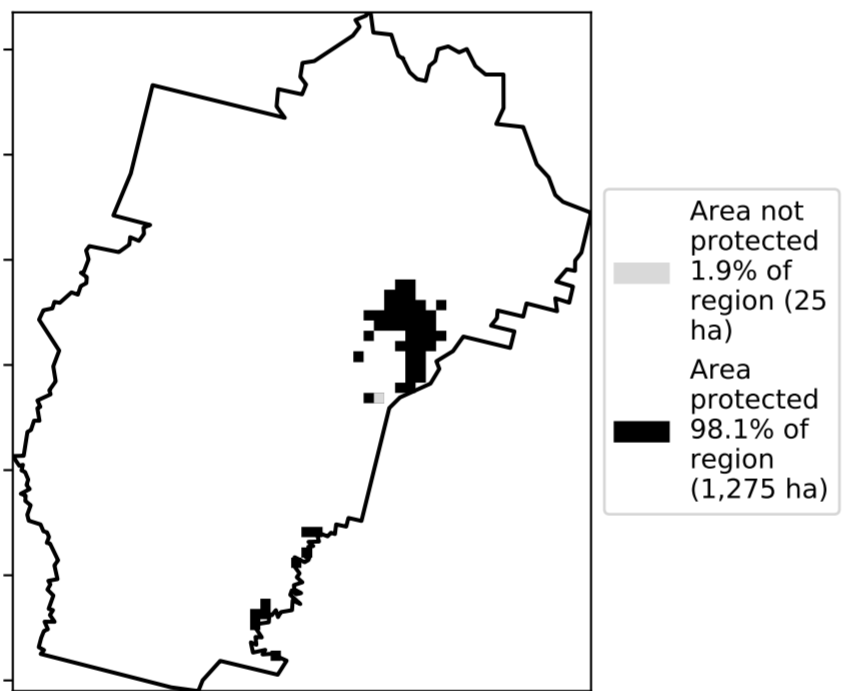 Area not
protected
1.9% of
region (25
ha)
Area
protected
98.1% of
region
(1,275 ha)